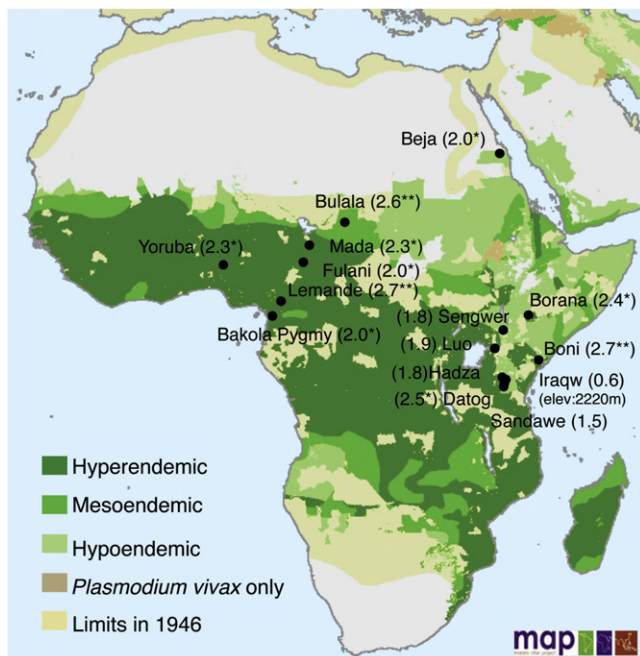 Beja (2.0*)
Bulala (2.6**)
Yoruba (2.3*)
Mada (2.3*)
Fulani (2.0*)
Lemande (2.7**)
Borana (2.4*)
(1.8) Sengwer
Bakola Pygmy (2.0*)
(1.9) Luo
Boni (2.7**)
(1.8)Hadza
Iraqw (0.6)
(elev:2220m)
(2.5*) Datog
Sandawe (1.5)
Hyperendemic
Mesoendemic
Hypoendemic
Plasmodium vivax only
Limits in 1946
map